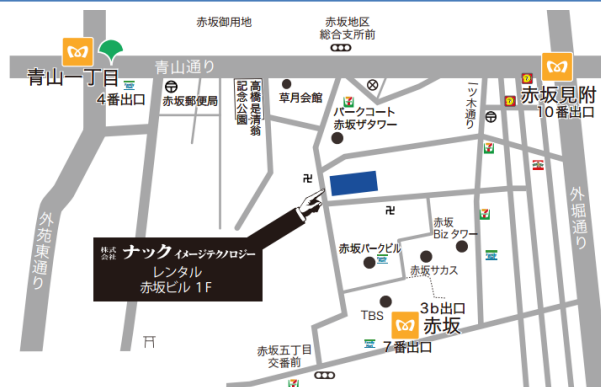 赤坂御用地
赤坂地区
総合支所前
青山一丁目
青山通り
4番出口
赤坂郵便局
高橋是清翁
記念公園
草月会館
パークコート
赤坂ザタワー
一ツ木通り
赤坂見附
10番出口
外苑東通り
外堀通り
株式
会社
ナックイメージテクノロジー
レンタル
赤坂ビル 1F
赤坂パークビル
赤坂
Bizタワー
赤坂サカス
TBS
3b出口
赤坂
7番出口
赤坂五丁目
交番前